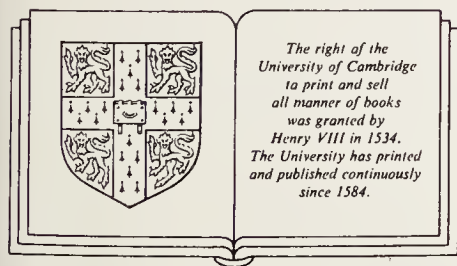 The right of the
University of Cambridge
ta print and sell
all manner of books
was granted by
Henry VIII in 1534.
The University has printed
and published continuously
since 1584.